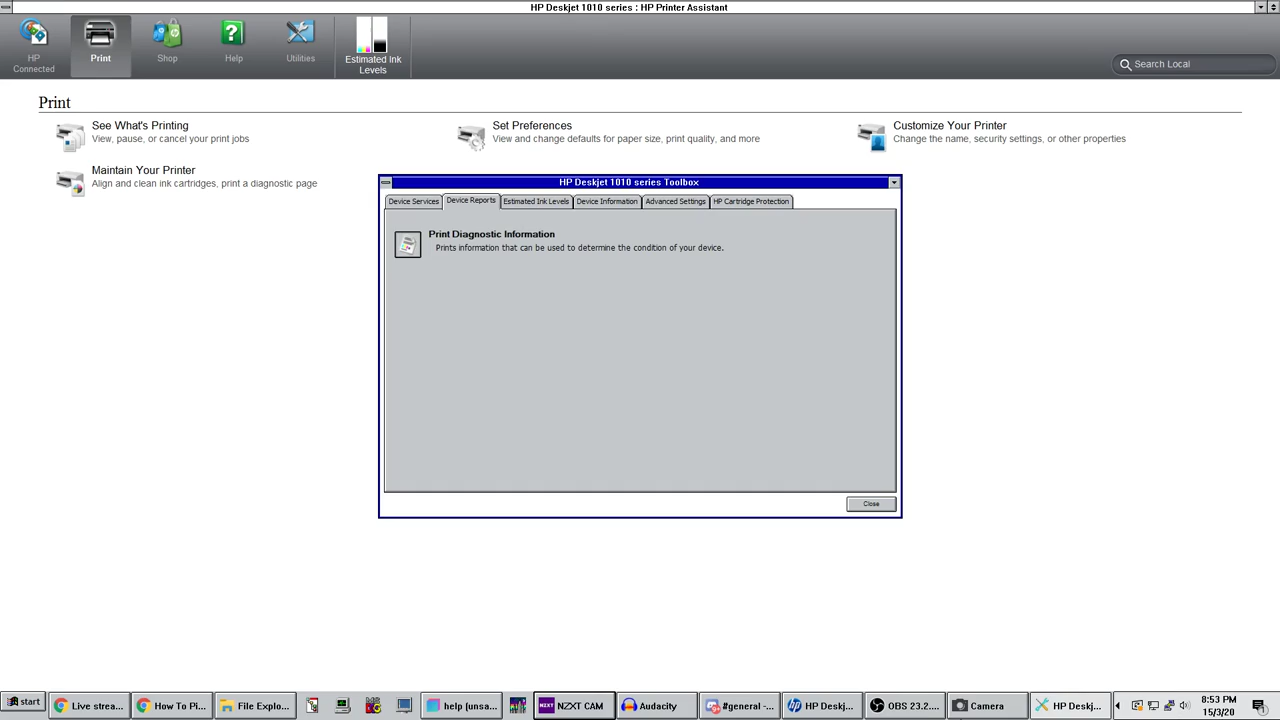 HP Deskjet 1010 series : HP Printer Assistant
HP
Connected
Print
Shop
Help
Utilities
Estimated Ink
Levels
Search Local
Print
See What's Printing
View, pause, or cancel your print jobs
Set Preferences
View and change defaults for paper size, print quality, and more
Customize Your Printer
Change the name, security settings, or other properties
Maintain Your Printer
Align and clean ink cartridges, print a diagnostic page
HP Deskjet 1010 series Toolbox
Device Services
Device Reports
Estimated Ink Levels
Device Information
Advanced Settings
HP Cartridge Protection
Print Diagnostic Information
Prints information that can be used to determine the condition of your device.
Close
start
Live strea...
How To Pi...
File Explo...
help (unsa...
NZXT
NZXT CAM
Audacity
#general -...
HP Deskj...
OBS 23.2....
Camera
HP Deskj...
8:53 PM
15/3/20